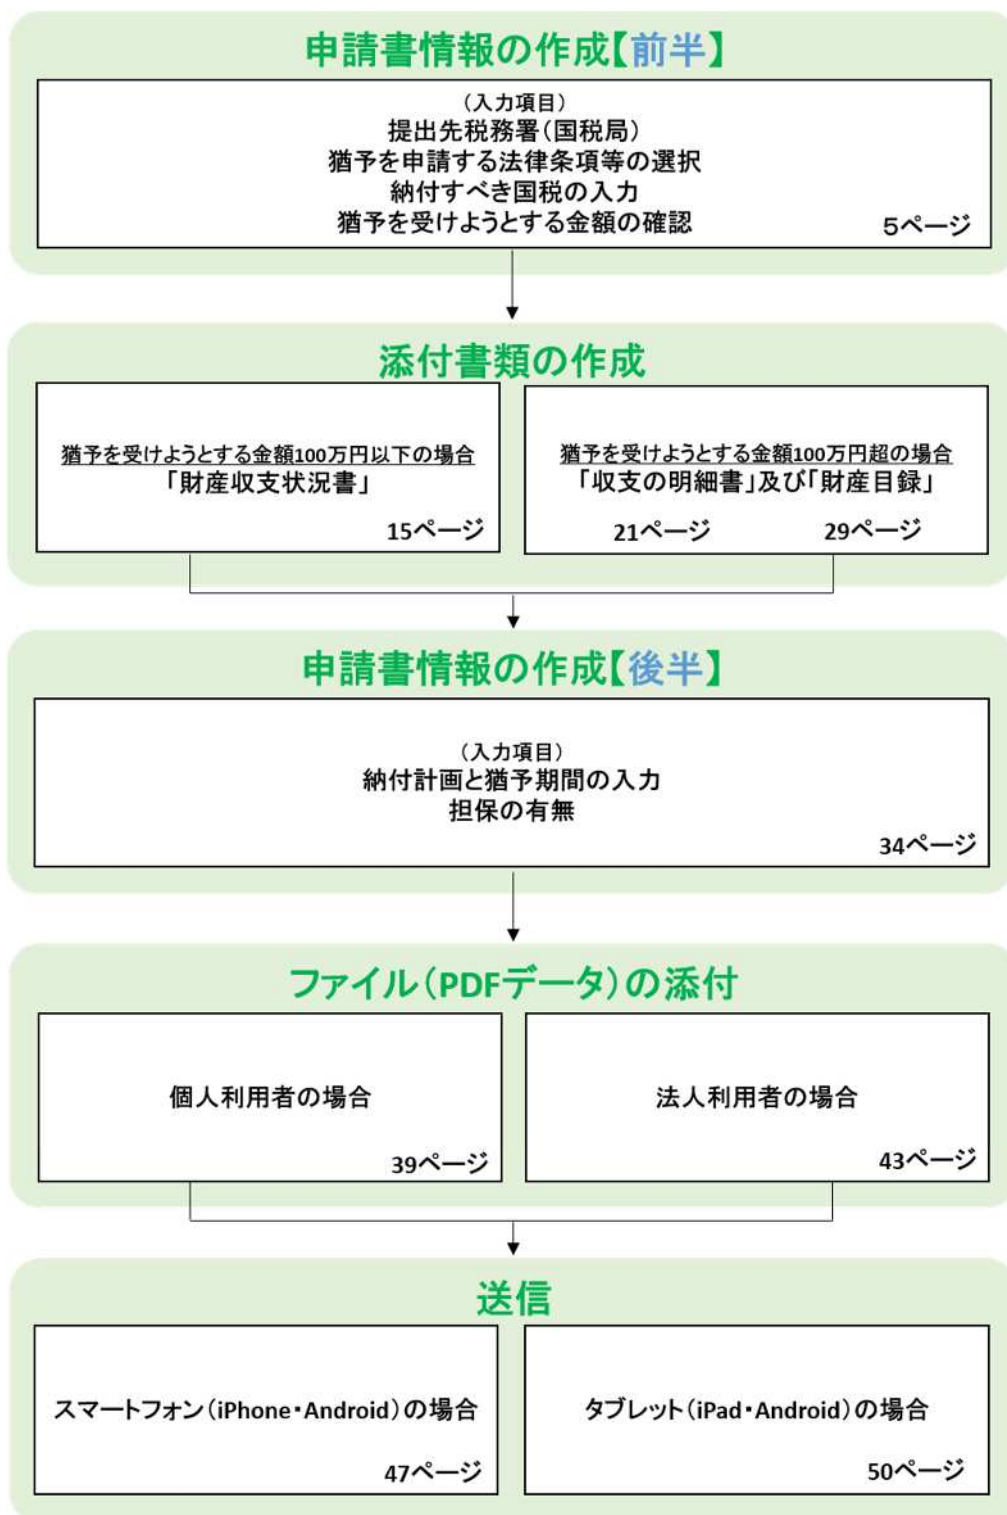 申請書情報の作成【前半】
(入力項目)
提出先税務署(国税局)
猶予を申請する法律条項等の選択
納付すべき国税の入力
猶予を受けようとする金額の確認
5ページ
添付書類の作成
猶予を受けようとする金額100万円以下の場合
「財産収支状況書」
15ページ
猶予を受けようとする金額100万円超の場合
「収支の明細書」及び「財産目録」
21ページ
29ページ
申請書情報の作成【後半】
(入力項目)
納付計画と猶予期間の入力
担保の有無
34ページ
ファイル(PDFデータ)の添付
個人利用者の場合
39ページ
法人利用者の場合
43ページ
送信
スマートフォン(iPhone・Android)の場合
47ページ
タブレット(iPad・Android)の場合
50ページ